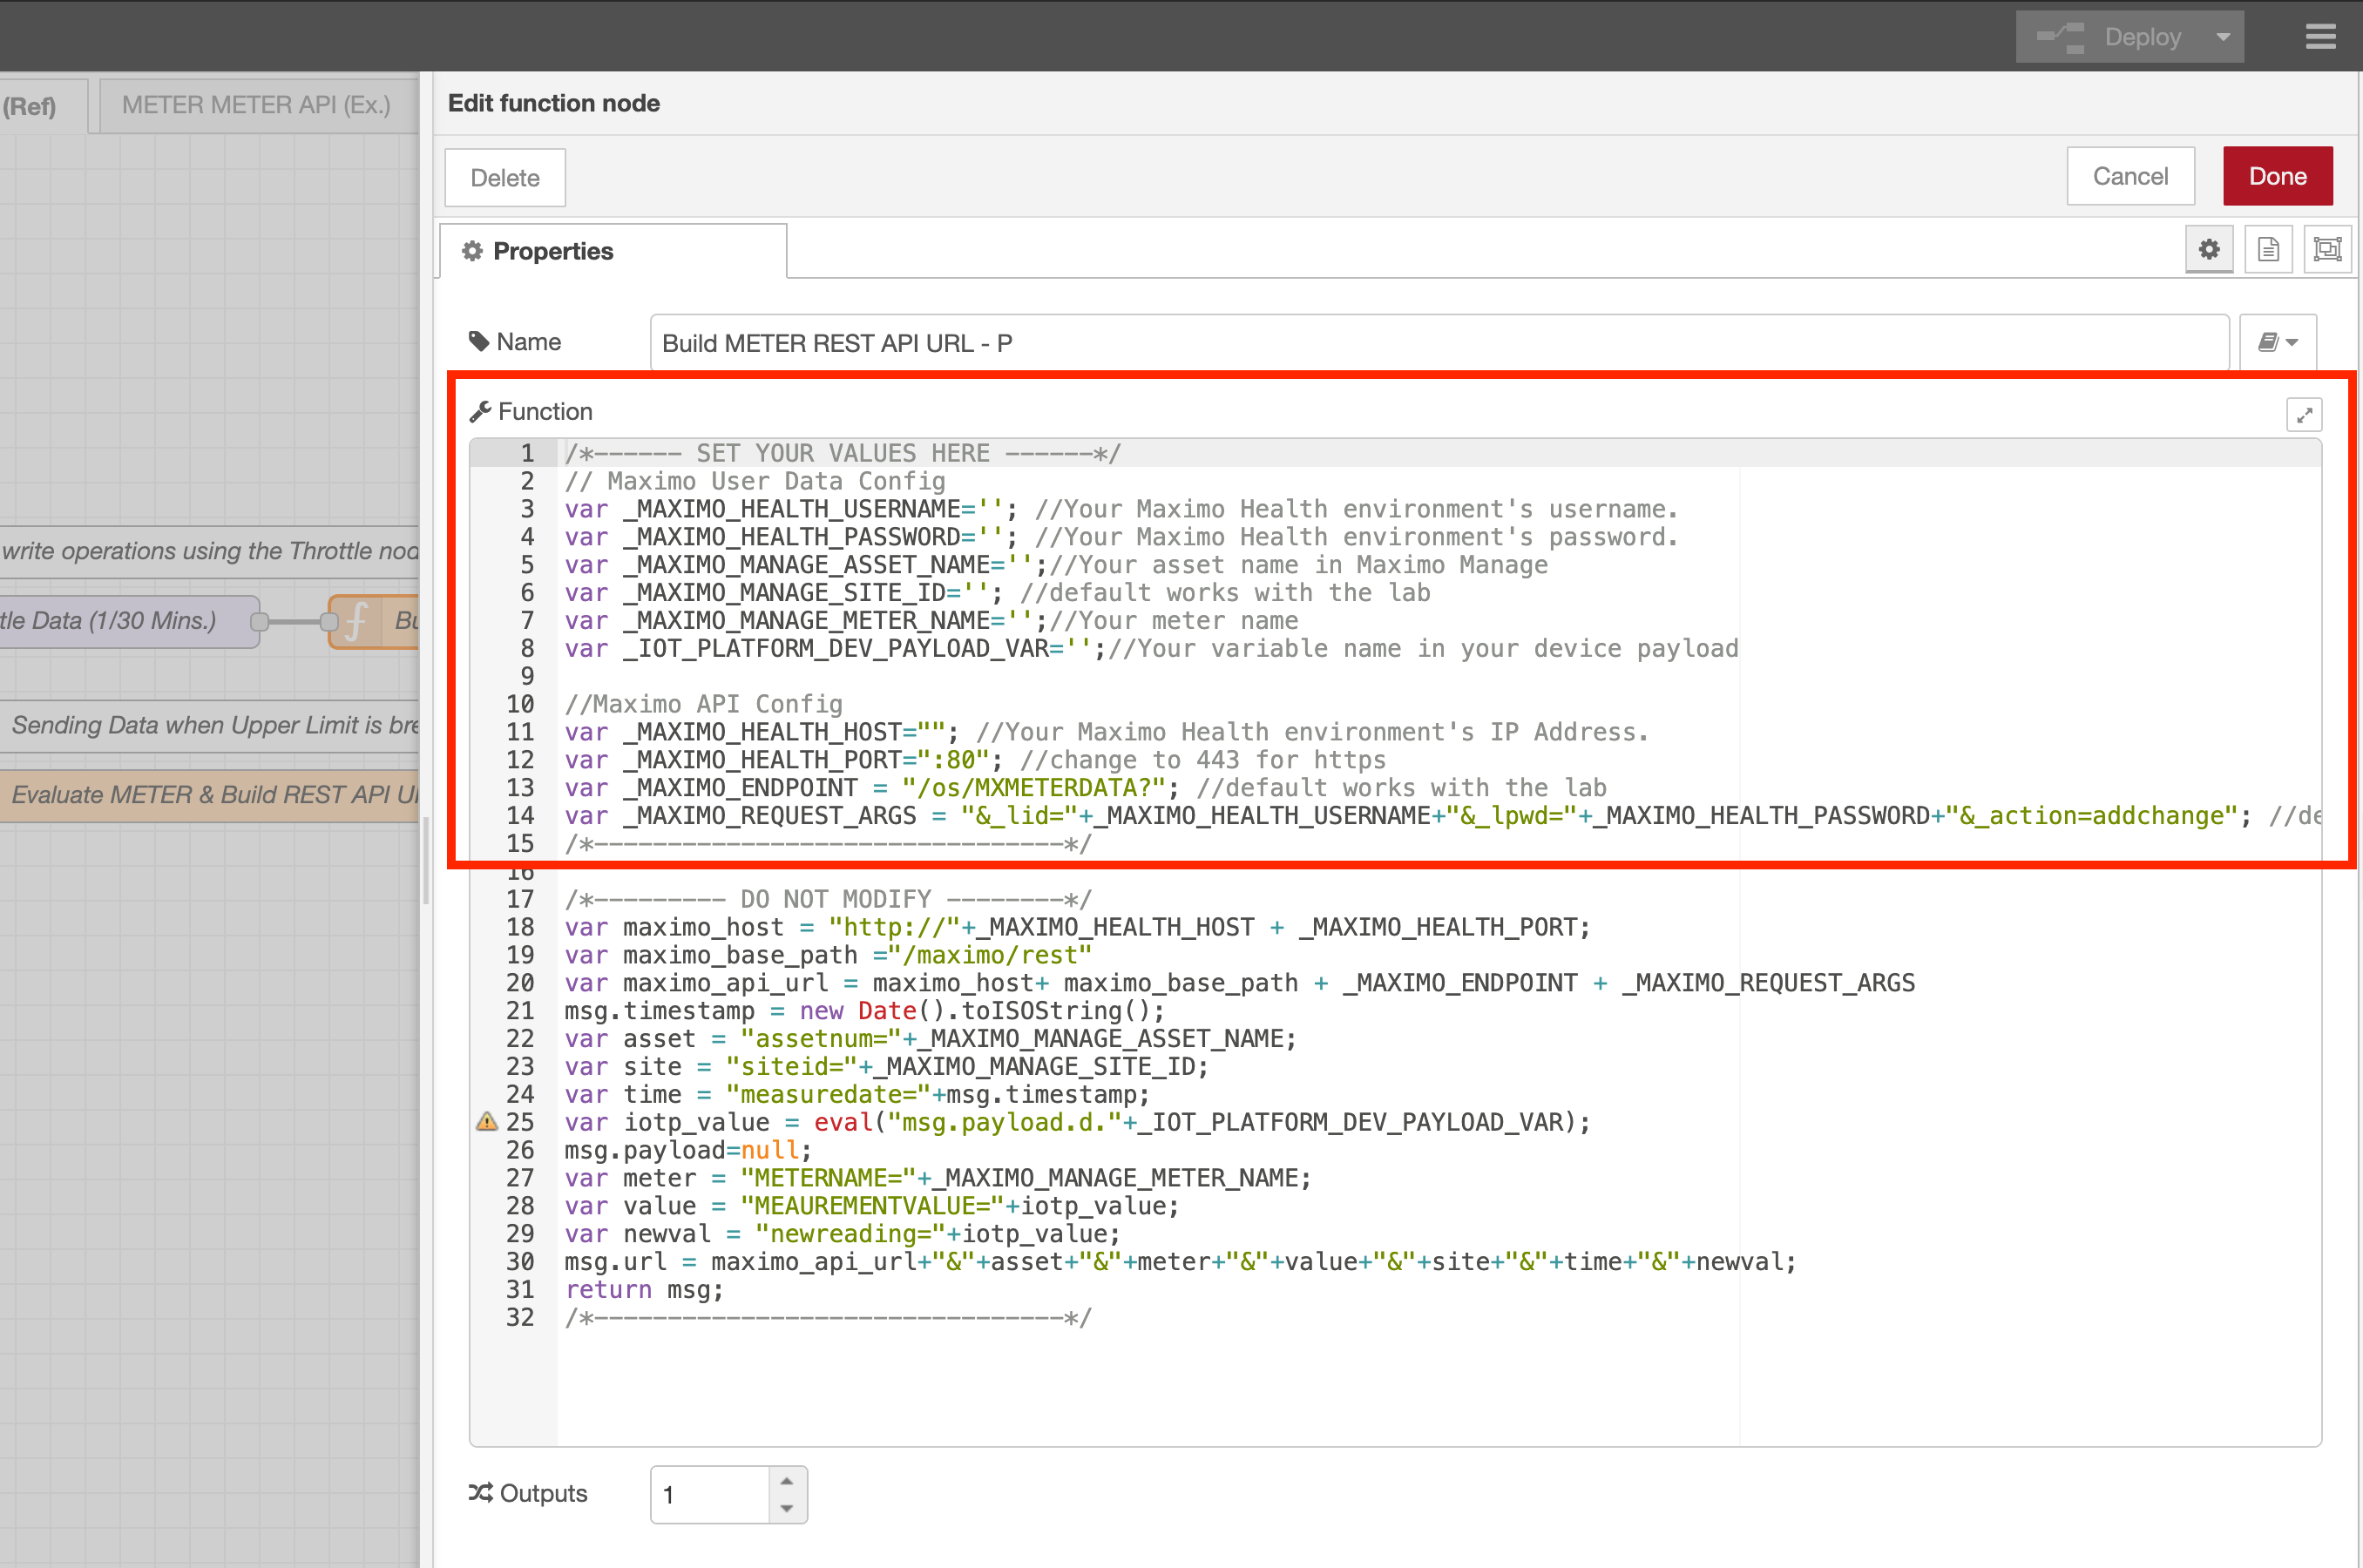 Deploy
(Ref)
METER METER API (Ex.)
Edit function node
Delete
Cancel
Done
Properties
Name
Build METER REST API URL - P
Function
1 /*------ SET YOUR VALUES HERE ------*/
2 // Maximo User Data Config
3 var _MAXIMO_HEALTH_USERNAME=''; //Your Maximo Health environment's username.
4 var _MAXIMO_HEALTH_PASSWORD=''; //Your Maximo Health environment's password.
5 var _MAXIMO_MANAGE_ASSET_NAME='';//Your asset name in Maximo Manage
6 var _MAXIMO_MANAGE_SITE_ID=''; //default works with the lab
7 var _MAXIMO_MANAGE_METER_NAME='';//Your meter name
8 var _IOT_PLATFORM_DEV_PAYLOAD_VAR='';//Your variable name in your device payload
9
10 //Maximo API Config
11 var _MAXIMO_HEALTH_HOST=""; //Your Maximo Health environment's IP Address.
12 var _MAXIMO_HEALTH_PORT=":80"; //change to 443 for https
13 var _MAXIMO_ENDPOINT = "/os/MXMETERDATA?"; //default works with the lab
14 var _MAXIMO_REQUEST_ARGS = "&_lid="+_MAXIMO_HEALTH_USERNAME+"&_lpwd="+_MAXIMO_HEALTH_PASSWORD+"&_action=addchange"; //de
15 /*--------------------------------*/
16
17 /*--------- DO NOT MODIFY --------*/
18 var maximo_host = "http://"+_MAXIMO_HEALTH_HOST + _MAXIMO_HEALTH_PORT;
19 var maximo_base_path ="/maximo/rest"
20 var maximo_api_url = maximo_host+ maximo_base_path + _MAXIMO_ENDPOINT + _MAXIMO_REQUEST_ARGS
21 msg.timestamp = new Date().toISOString();
22 var asset = "assetnum="+_MAXIMO_MANAGE_ASSET_NAME;
23 var site = "siteid="+_MAXIMO_MANAGE_SITE_ID;
24 var time = "measuredate="+msg.timestamp;
25 var iotp_value = eval("msg.payload.d."+_IOT_PLATFORM_DEV_PAYLOAD_VAR);
26 msg.payload=null;
27 var meter = "METERNAME="+_MAXIMO_MANAGE_METER_NAME;
28 var value = "MEAUREMENTVALUE="+iotp_value;
29 var newval = "newreading="+iotp_value;
30 msg.url = maximo_api_url+"&"+asset+"&"+meter+"&"+value+"&"+site+"&"+time+"&"+newval;
31 return msg;
32 /*--------------------------------*/
Outputs
1
write operations using the Throttle nod
tle Data (1/30 Mins.)
f
Bu
Sending Data when Upper Limit is bre
Evaluate METER & Build REST API U